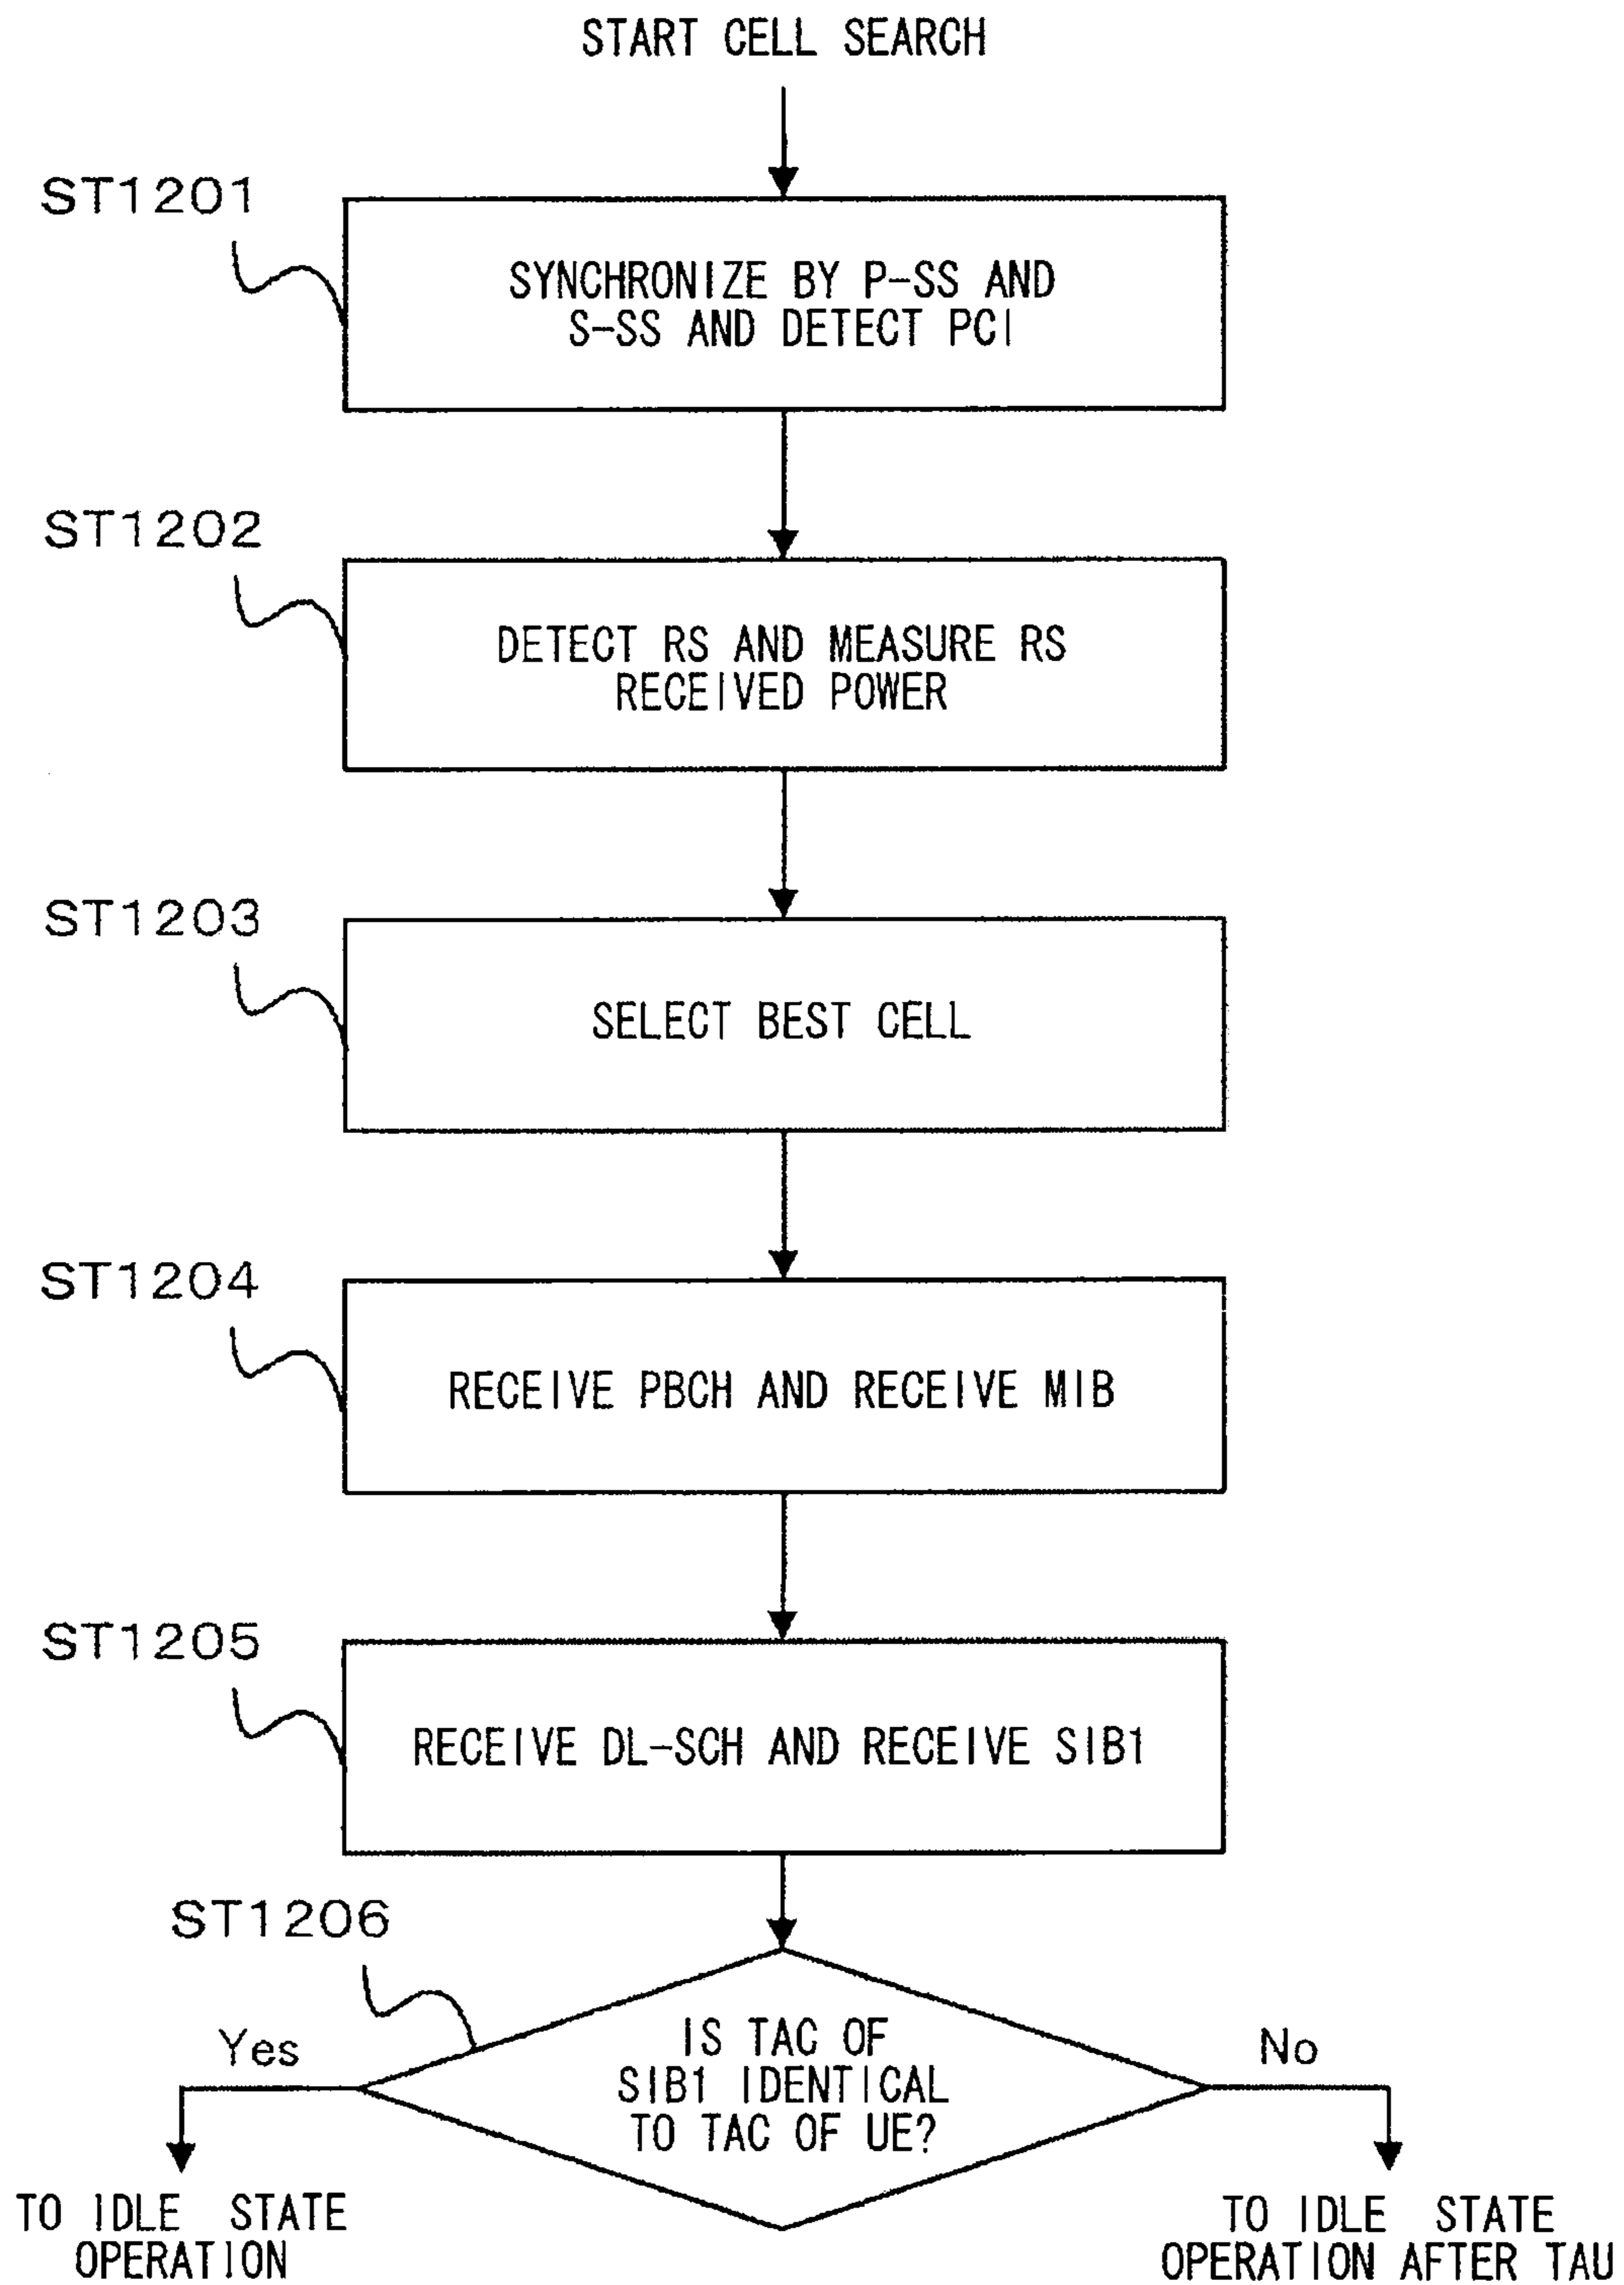 START CELL SEARCH
ST1201
SYNCHRONIZE BY P-SS AND
S-SS AND DETECT PCI
ST1202
DETECT RS AND MEASURE RS
RECEIVED POWER
ST1203
SELECT BEST CELL
ST1204
RECEIVE PBCH AND RECEIVE MIB
ST1205
RECEIVE DL-SCH AND RECEIVE SIB1
ST1206
IS TAC OF
SIB1 IDENTICAL
TO TAC OF UE?
Yes
No
TO IDLE STATE
OPERATION
TO IDLE STATE
OPERATION AFTER TAU